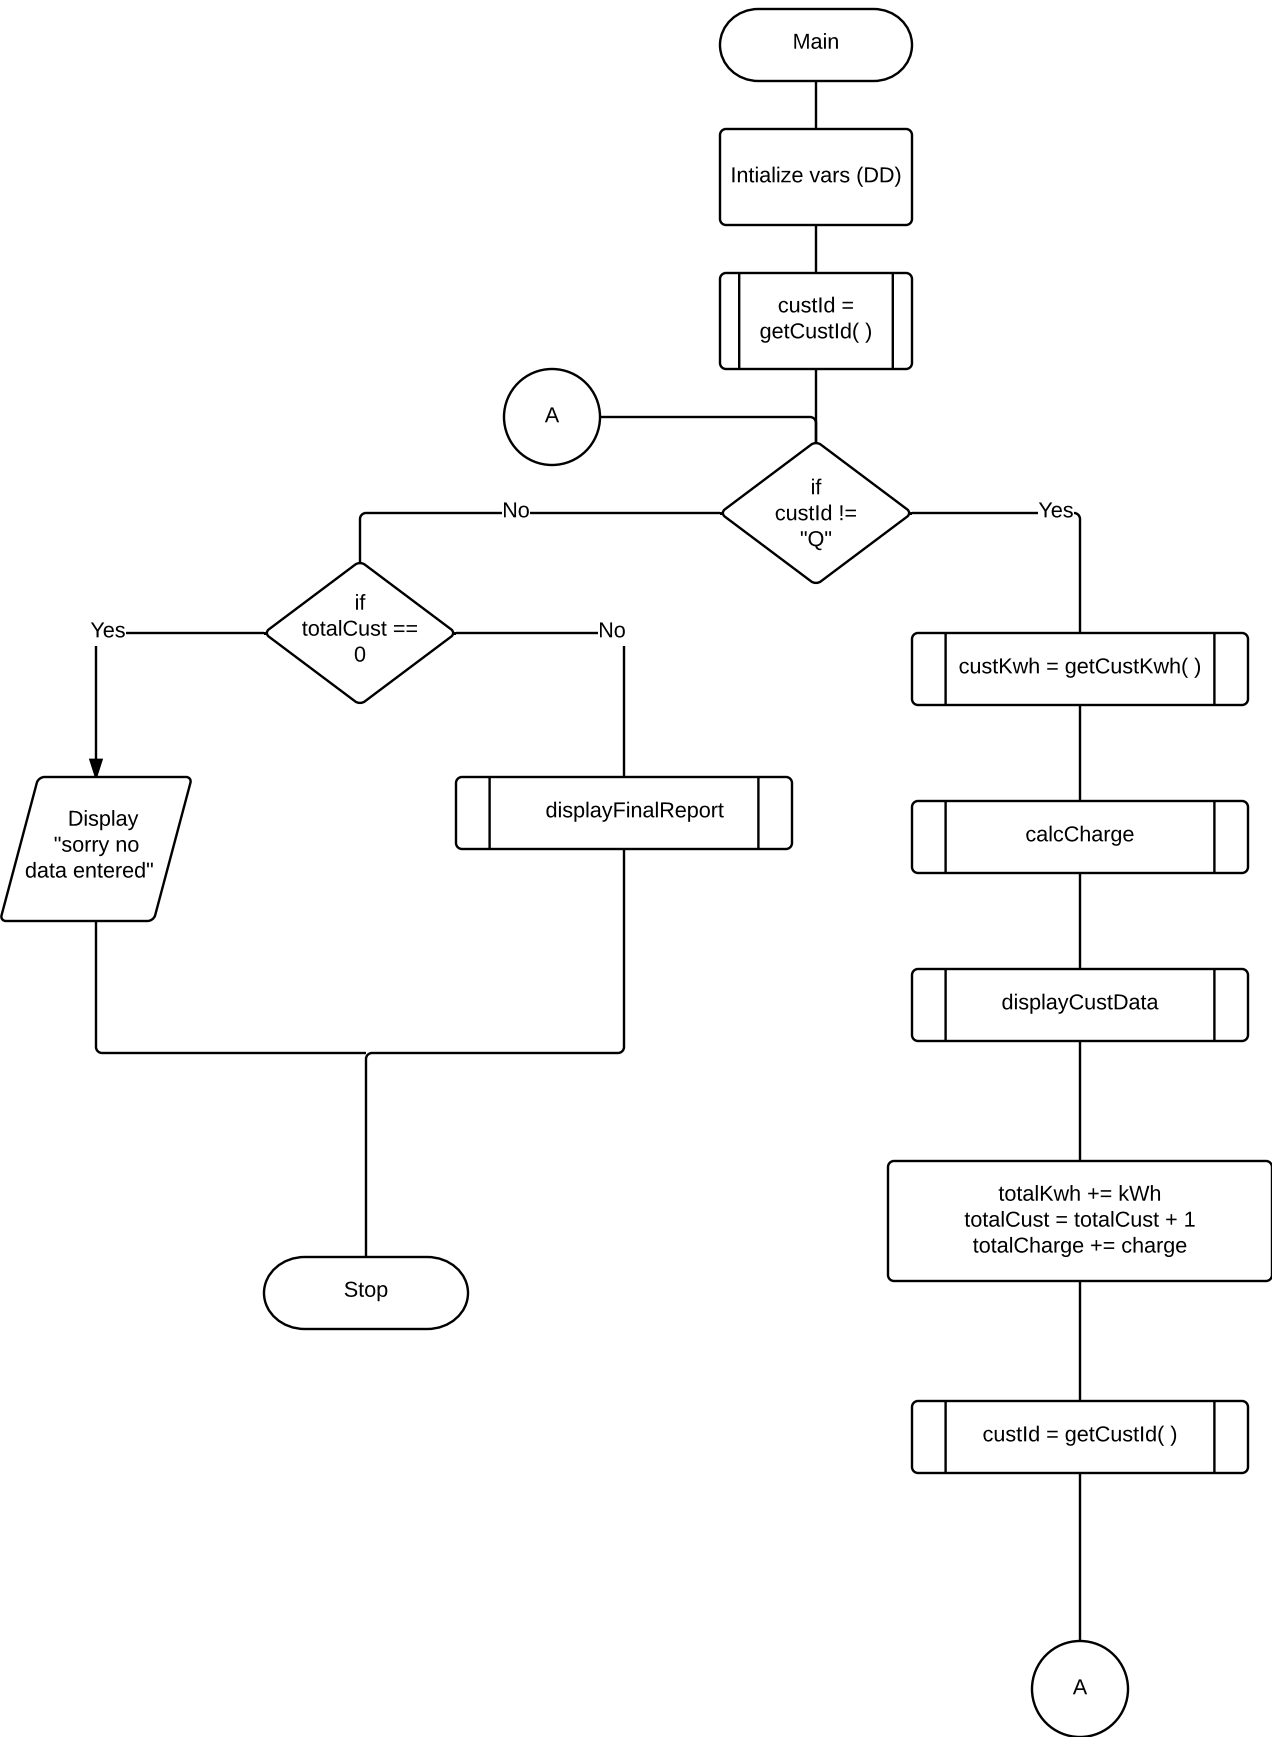 Main
Intialize vars (DD)
custId =
getCustId( )
A
if
custId !=
"Q"
No
Yes
if
totalCust ==
0
Yes
No
custKwh = getCustKwh( )
Display
"sorry no
data entered"
displayFinalReport
calcCharge
displayCustData
totalKwh += kWh
totalCust = totalCust + 1
totalCharge += charge
Stop
custId = getCustId( )
A